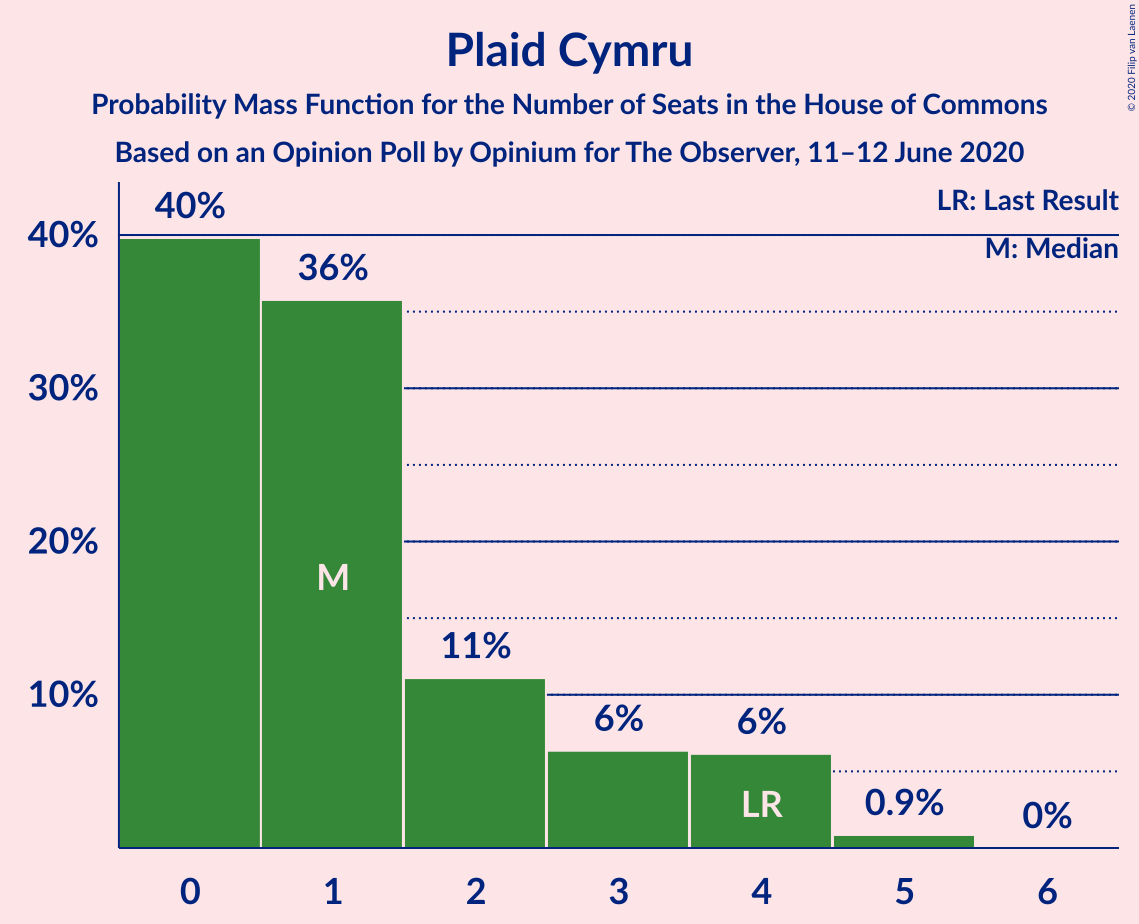 Plaid Cymru
Probability Mass Function for the Number of Seats in the House of Commons
Based on an Opinion Poll by Opinium for The Observer, 11–12 June 2020
© 2020 Filip van Laenen
LR: Last Result
M: Median
40%
30%
20%
10%
40%
36%
11%
6%
6%
0.9%
0%
M
LR
0
1
2
3
4
5
6